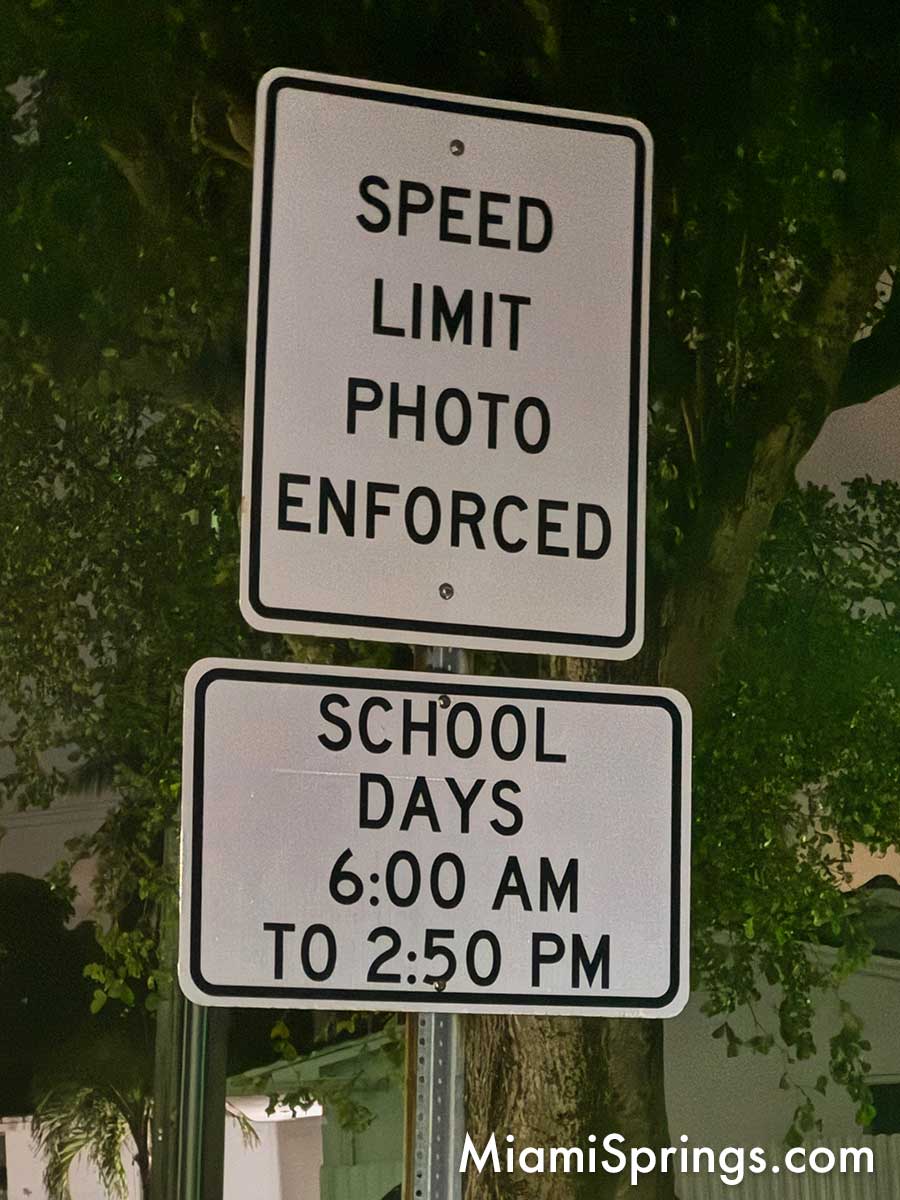 SPEED
LIMIT
PHOTO
ENFORCED
SCHOOL
DAYS
6:00 AM
TO 2:50 PM
MiamiSprings.com